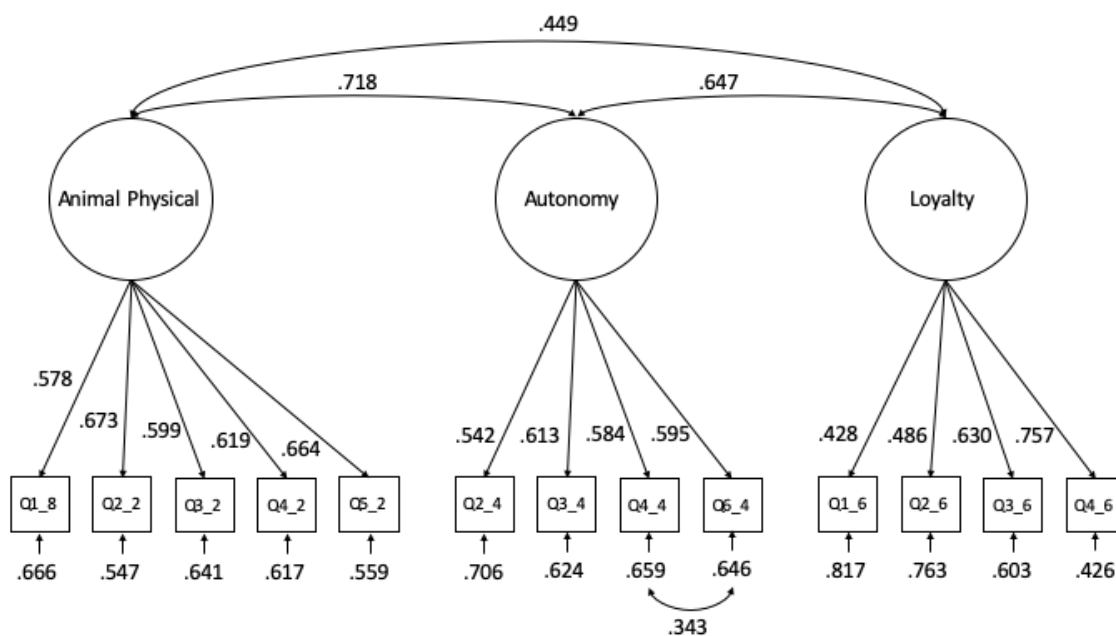 .449
.718 .647
Animal Physical Autonomy Loyalty
.578 .673 .599 .619 .664 .542 .613 .584 .595 .428 .486 .630 .757
Q1_8 Q2_2 Q3_2 Q4_2 Q5_2 Q2_4 Q3_4 Q4_4 Q6_4 Q1_6 Q2_6 Q3_6 Q4_6
.666 .547 .641 .617 .559 .706 .624 .659 .646 .817 .763 .603 .426
.343